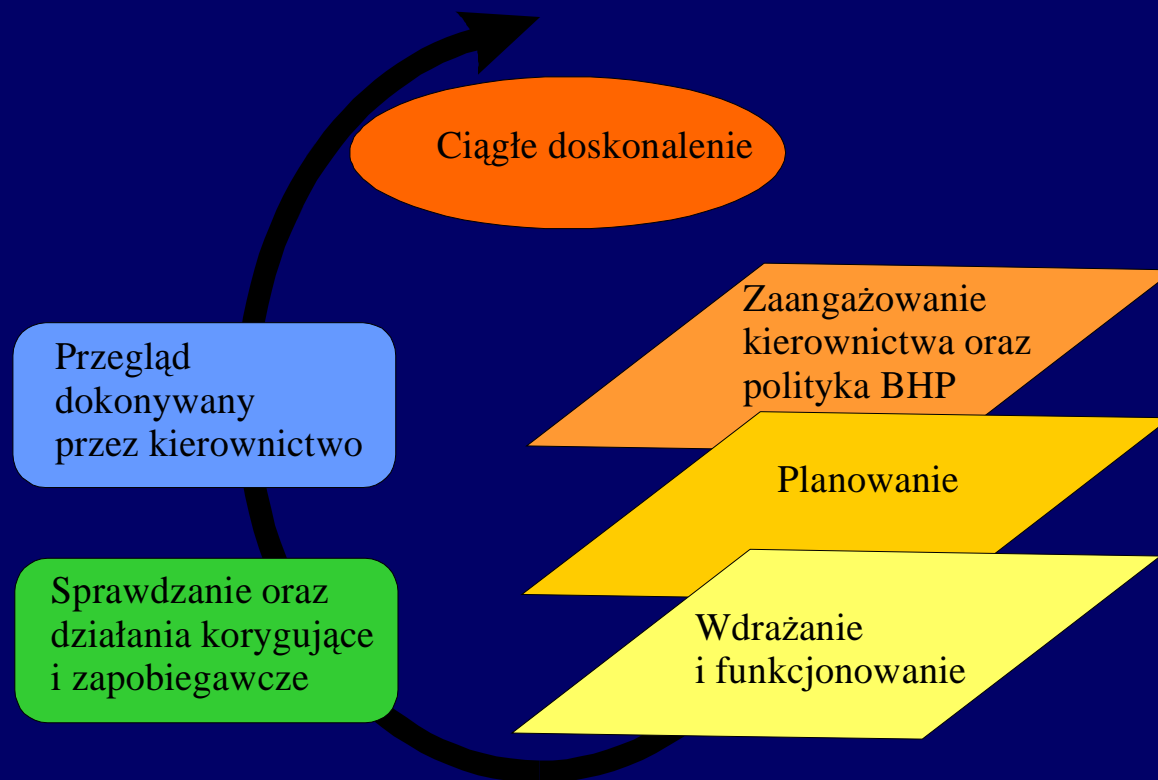 Ciągłe doskonalenie
Zaangażowanie
kierownictwa oraz
polityka BHP
Planowanie
Wdrażanie
i funkcjonowanie
Sprawdzanie oraz
działania korygujące
i zapobiegawcze
Przegląd
dokonywany
przez kierownictwo